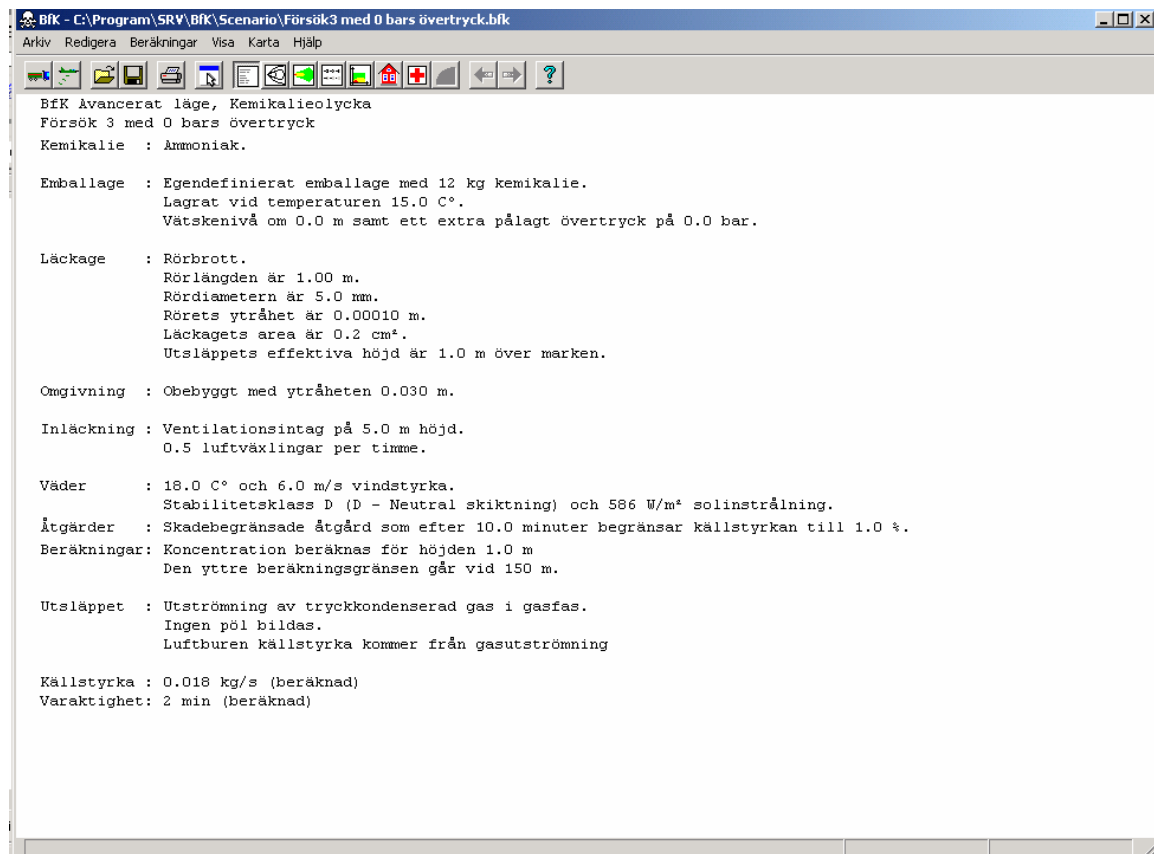 BfK - C:\Program\SRV\BfK\Scenario\Försök3 med 0 bars övertryck.bfk
Arkiv Redigera Beräkningar Visa Karta Hjälp
BfK Avancerat läge, Kemikalieolycka
Försök 3 med 0 bars övertryck
Kemikalie : Ammoniak.
Emballage : Egendefinierat emballage med 12 kg kemikalie.
Lagrat vid temperaturen 15.0 C°.
Vätskenivå om 0.0 m samt ett extra pålagt övertryck på 0.0 bar.
Läckage : Rörbrott.
Rörlängden är 1.00 m.
Rördiametern är 5.0 mm.
Rörets ytråhet är 0.00010 m.
Läckagets area är 0.2 cm².
Utsläppets effektiva höjd är 1.0 m över marken.
Omgivning : Obebyggt med ytråheten 0.030 m.
Inläckning : Ventilationsintag på 5.0 m höjd.
0.5 luftväxlingar per timme.
Väder : 18.0 C° och 6.0 m/s vindstyrka.
Stabilitetsklass D (D - Neutral skiktning) och 586 W/m² solinstrålning.
Åtgärder : Skadebegränsade åtgård som efter 10.0 minuter begränsar källstyrkan till 1.0 %.
Beräkningar: Koncentration beräknas för höjden 1.0 m
Den yttre beräkningsgränsen går vid 150 m.
Utsläppet : Utströmning av tryckkondenserad gas i gasfas.
Ingen pöl bildas.
Luftburen källstyrka kommer från gasutströmning
Källstyrka : 0.018 kg/s (beräknad)
Varaktighet: 2 min (beräknad)